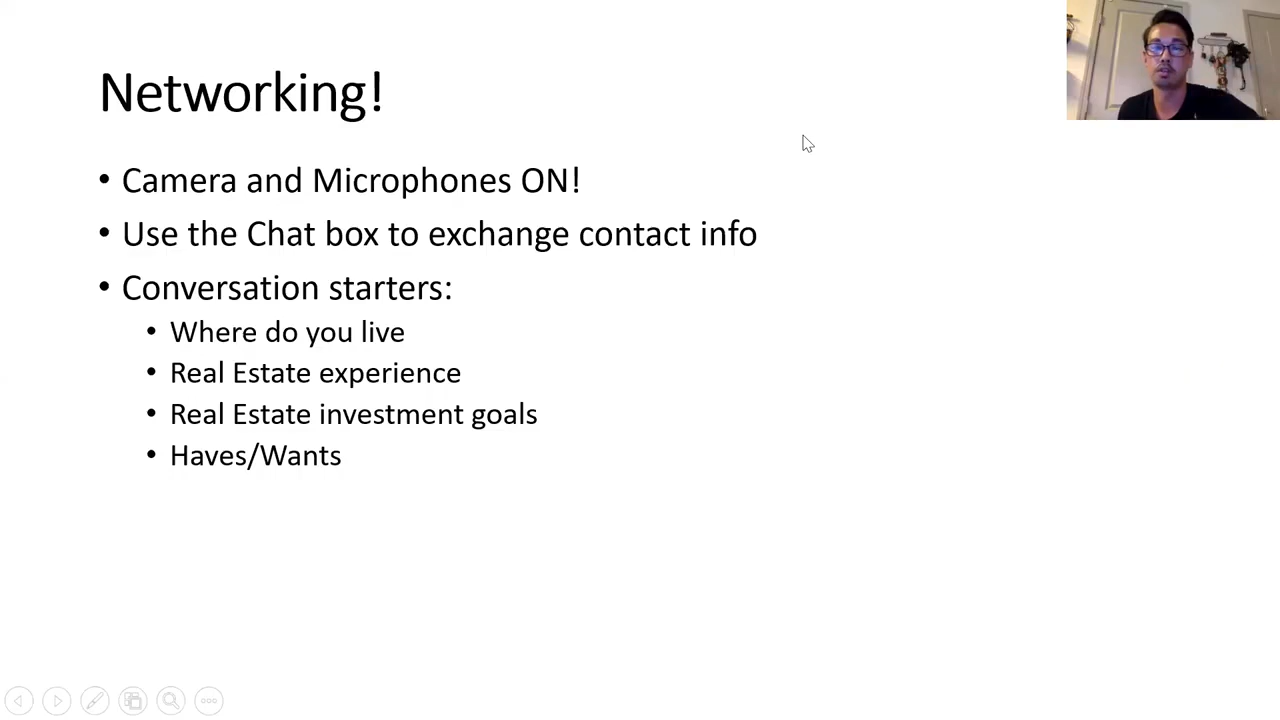 Networking!
• Camera and Microphones ON!
• Use the Chat box to exchange contact info
• Conversation starters:
• Where do you live
• Real Estate experience
• Real Estate investment goals
• Haves/Wants